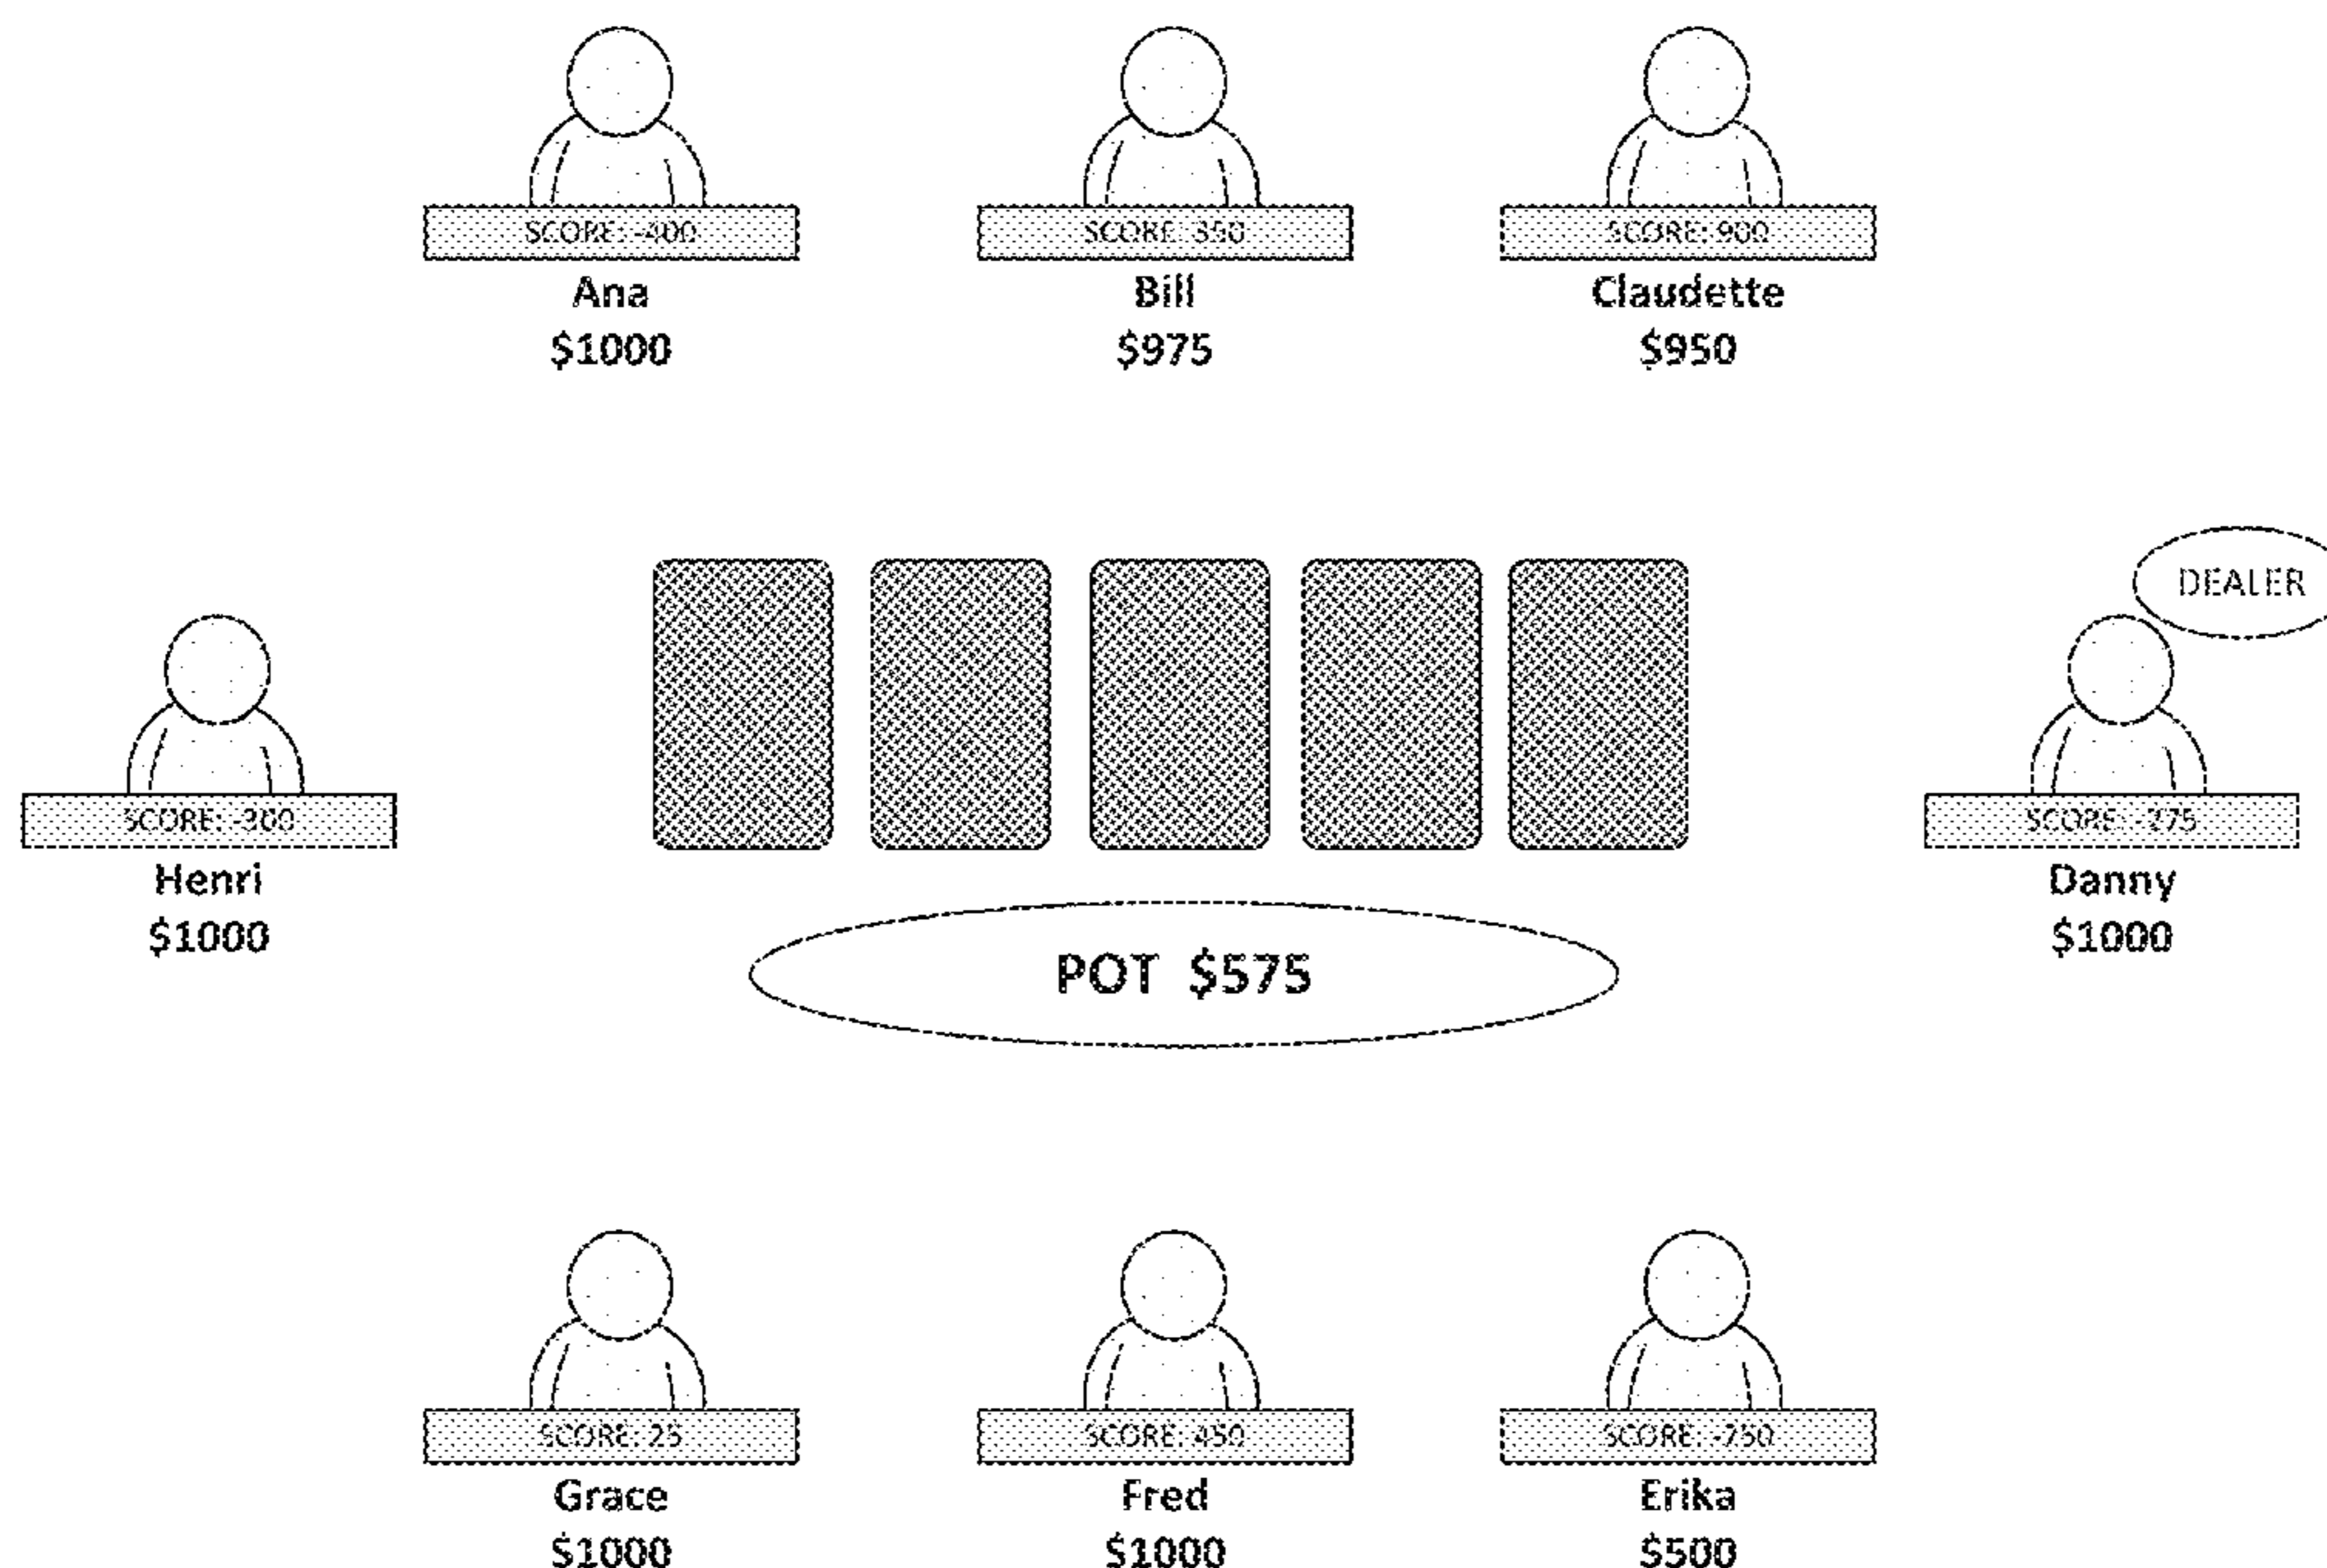 SCORE: -400
Ana
$1000
SCORE: 350
Bill
$975
SCORE: 900
Claudette
$950
DEALER
SCORE: -300
Henri
$1000
SCORE: -275
Danny
$1000
POT $575
SCORE: 25
Grace
$1000
SCORE: 450
Fred
$1000
SCORE: -750
Erika
$500